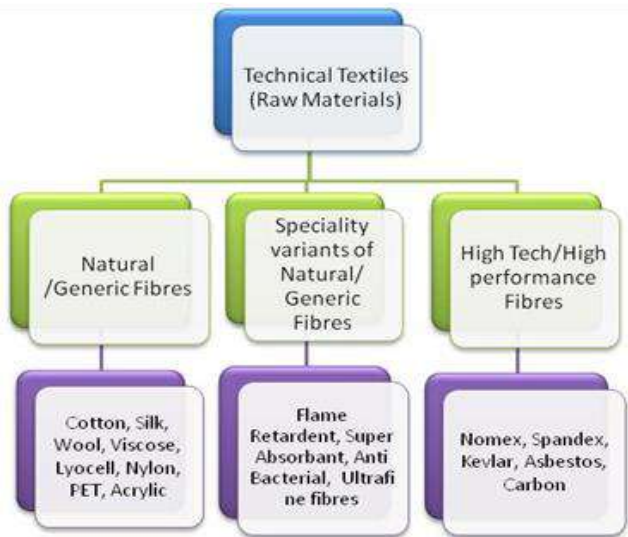 Technical Textiles
(Raw Materials)
Natural
/Generic Fibres
Speciality
variants of
Natural/
Generic Fibres
High Tech/High
performance
Fibres
Cotton, Silk,
Wool, Viscose,
Lyocell, Nylon,
PET, Acrylic
Flame
Retardent, Super
Absorbant, Anti
Bacterial, Ultrafi
ne fibres
Nomex, Spandex,
Kevlar, Asbestos,
Carbon